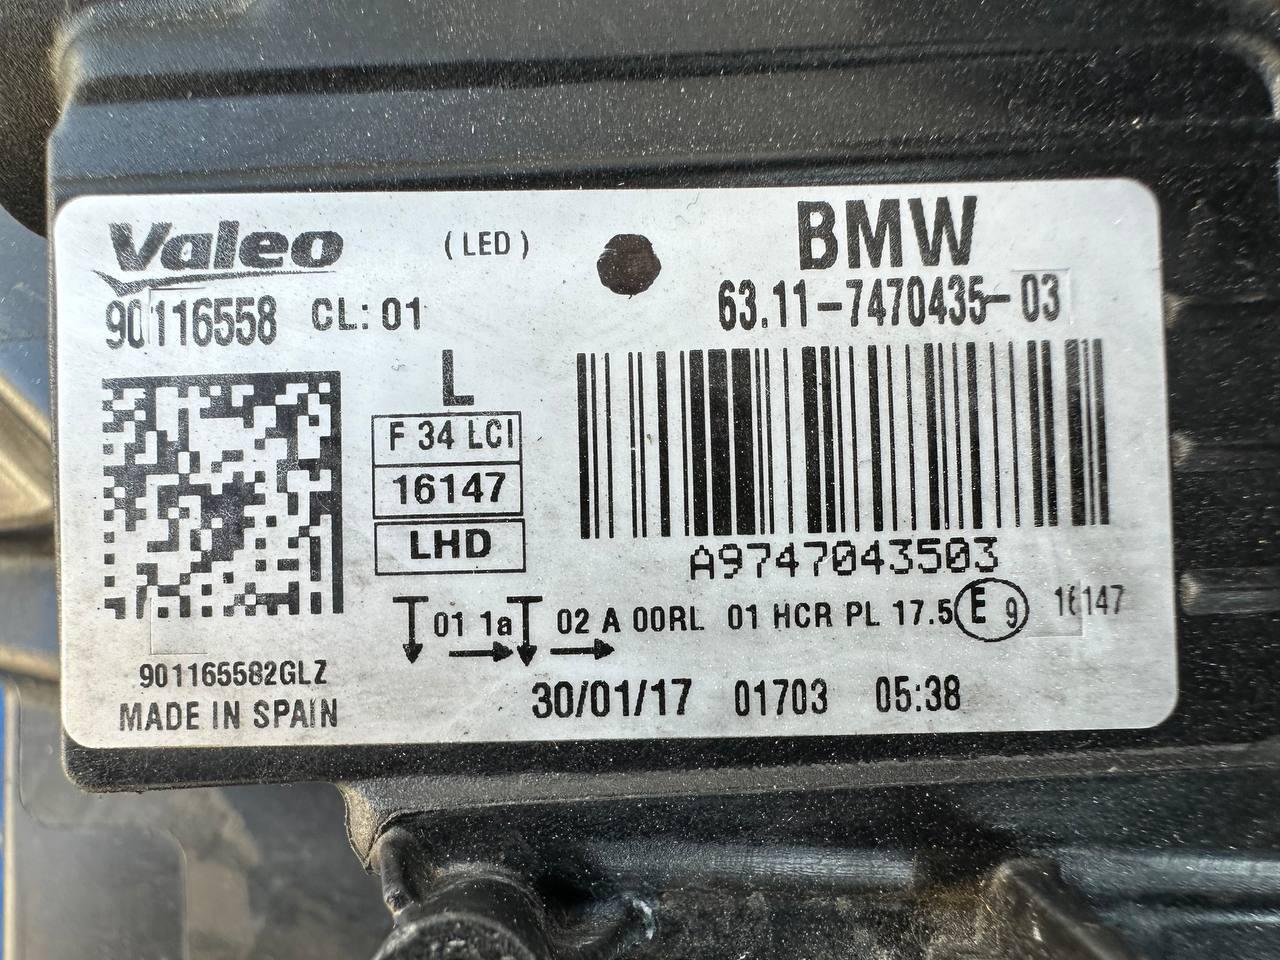 Valeo (LED) BMW
90116558 CL: 01 63.11-7470435-03
L
F 34 LCI
16147
LHD
A9747043503
01 1a 02 A 00RL 01 HCR PL 17.5 E 9 16147
901165582GLZ
MADE IN SPAIN 30/01/17 01703 05:38